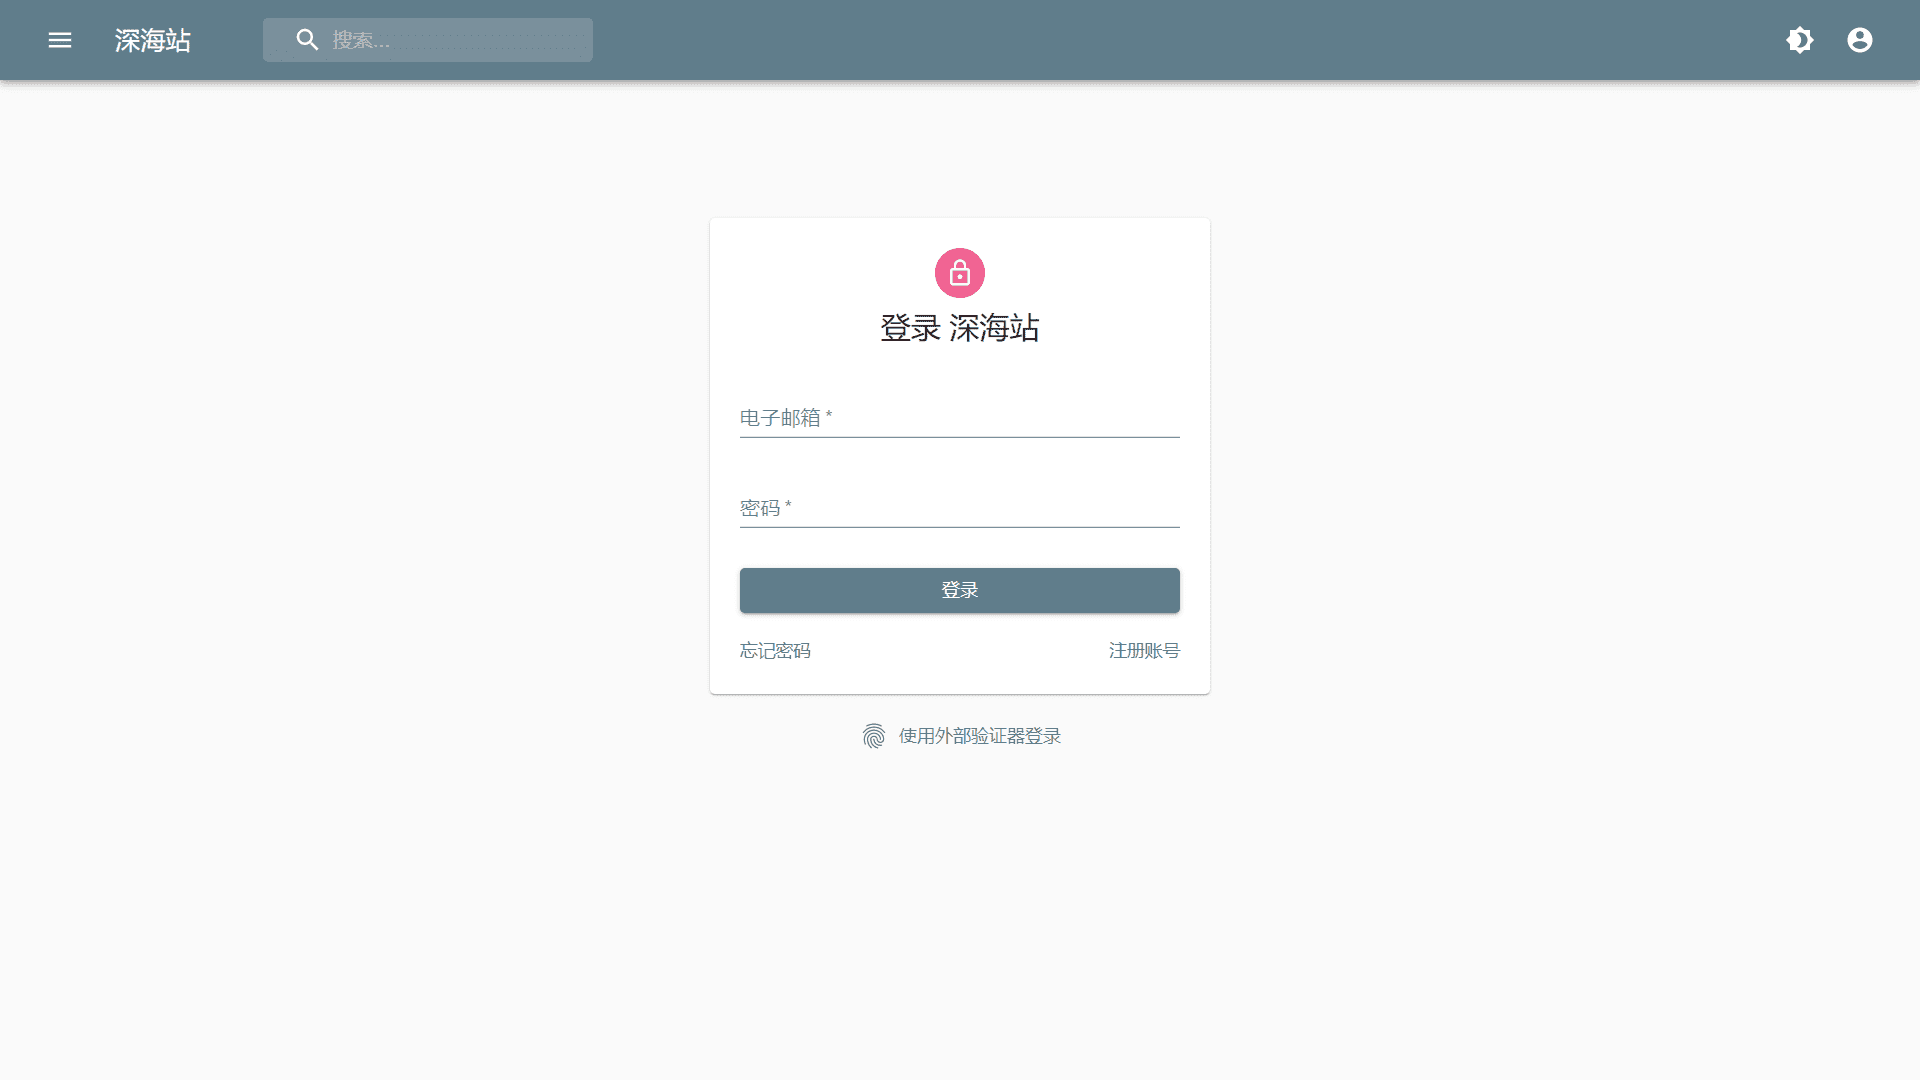 深海站
搜索...
登录 深海站
电子邮箱 *
密码 *
登录
忘记密码
注册账号
使用外部验证器登录